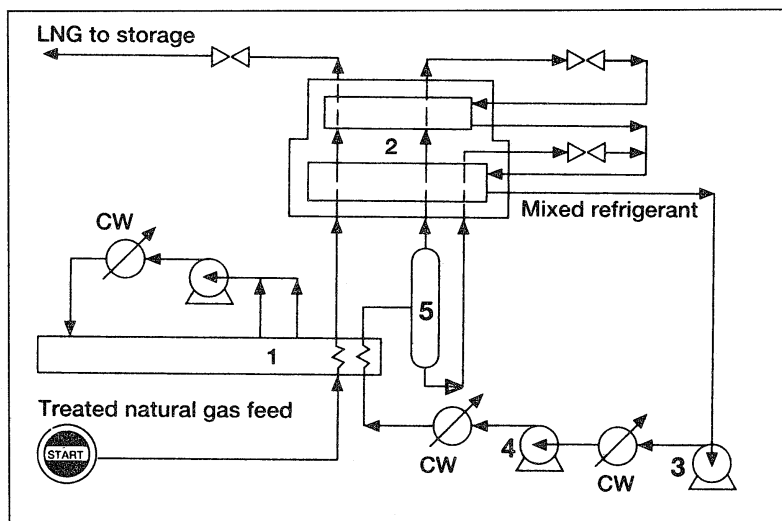 LNG to storage
2
Mixed refrigerant
CW
5
1
Treated natural gas feed
START
CW
4
CW
3